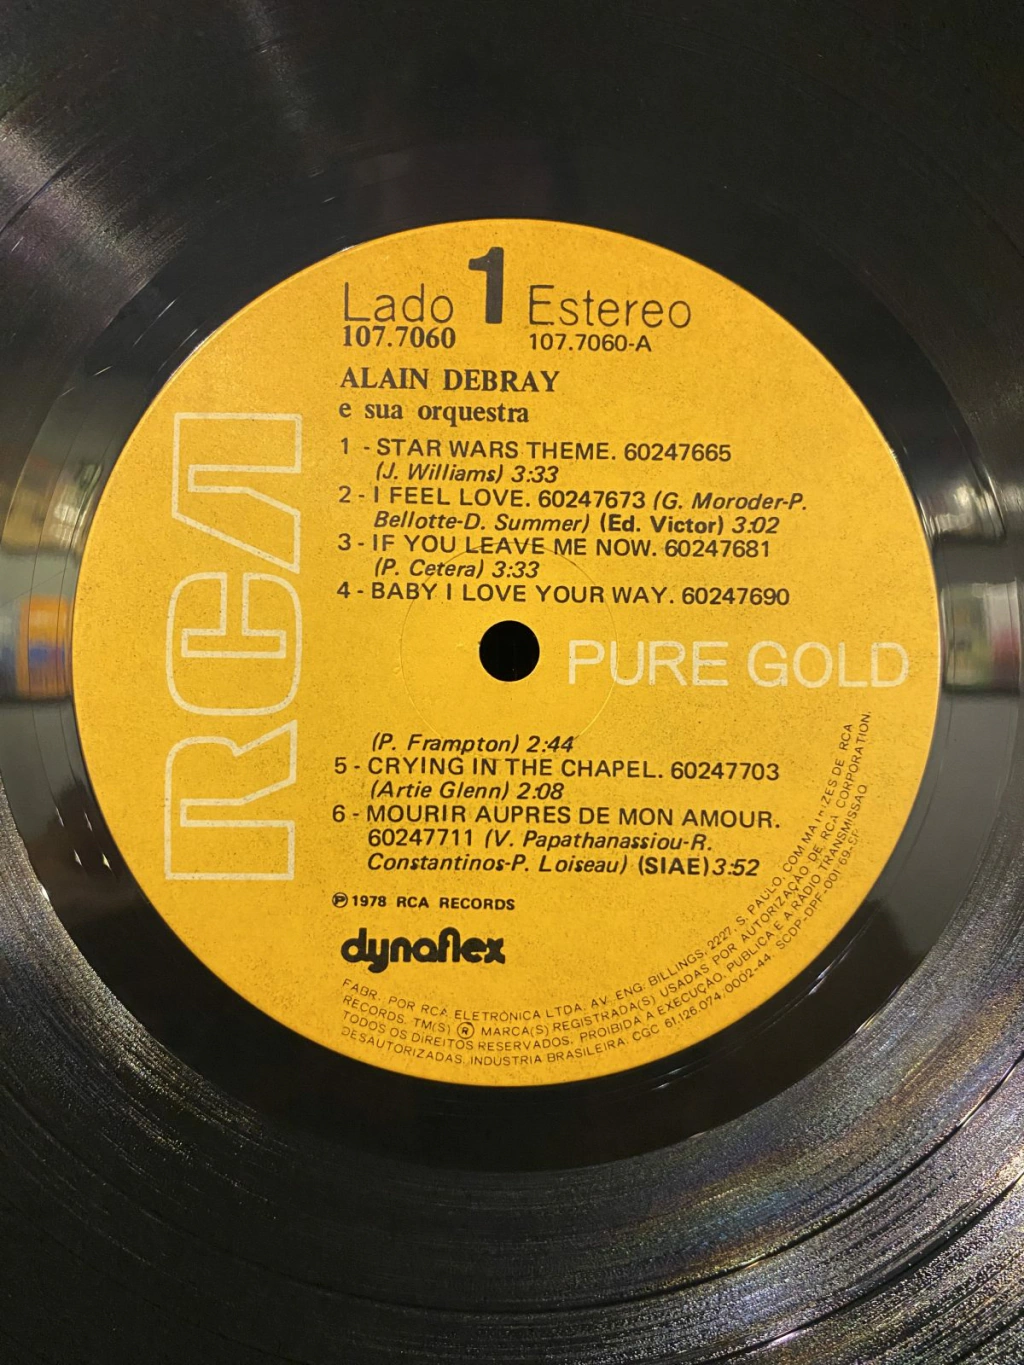 Lado 1 Estereo
107.7060 107.7060-A
ALAIN DEBRAY
e sua orquestra
1 - STAR WARS THEME. 60247665
(J. Williams) 3:33
2 - I FEEL LOVE. 60247673 (G. Moroder-P.
Bellotte-D. Summer) (Ed. Victor) 3:02
3 - IF YOU LEAVE ME NOW. 60247681
(P. Cetera) 3:33
4 - BABY I LOVE YOUR WAY. 60247690
RCA
PURE GOLD
(P. Frampton) 2:44
5 - CRYING IN THE CHAPEL. 60247703
(Artie Glenn) 2:08
6 - MOURIR AUPRES DE MON AMOUR.
60247711 (V. Papathanassiou-R.
Constantinos-P. Loiseau) (SIAE) 3:52
℗ 1978 RCA RECORDS
dynaflex
FABR. POR RCA ELETRÔNICA LTDA. AV. ENG. BILLINGS, 2227, S. PAULO, COM MATRIZES DE RCA
RECORDS. TM(S) ® MARCA(S) REGISTRADA(S) USADAS POR AUTORIZAÇÃO DE RCA CORPORATION.
TODOS OS DIREITOS RESERVADOS. PROIBIDA A EXECUÇÃO, PÚBLICA E A RÁDIO TRANSMISSÃO
DESAUTORIZADAS. INDÚSTRIA BRASILEIRA. CGC 61.126.074.0002-44. SCDP-DPF-001/69-SP